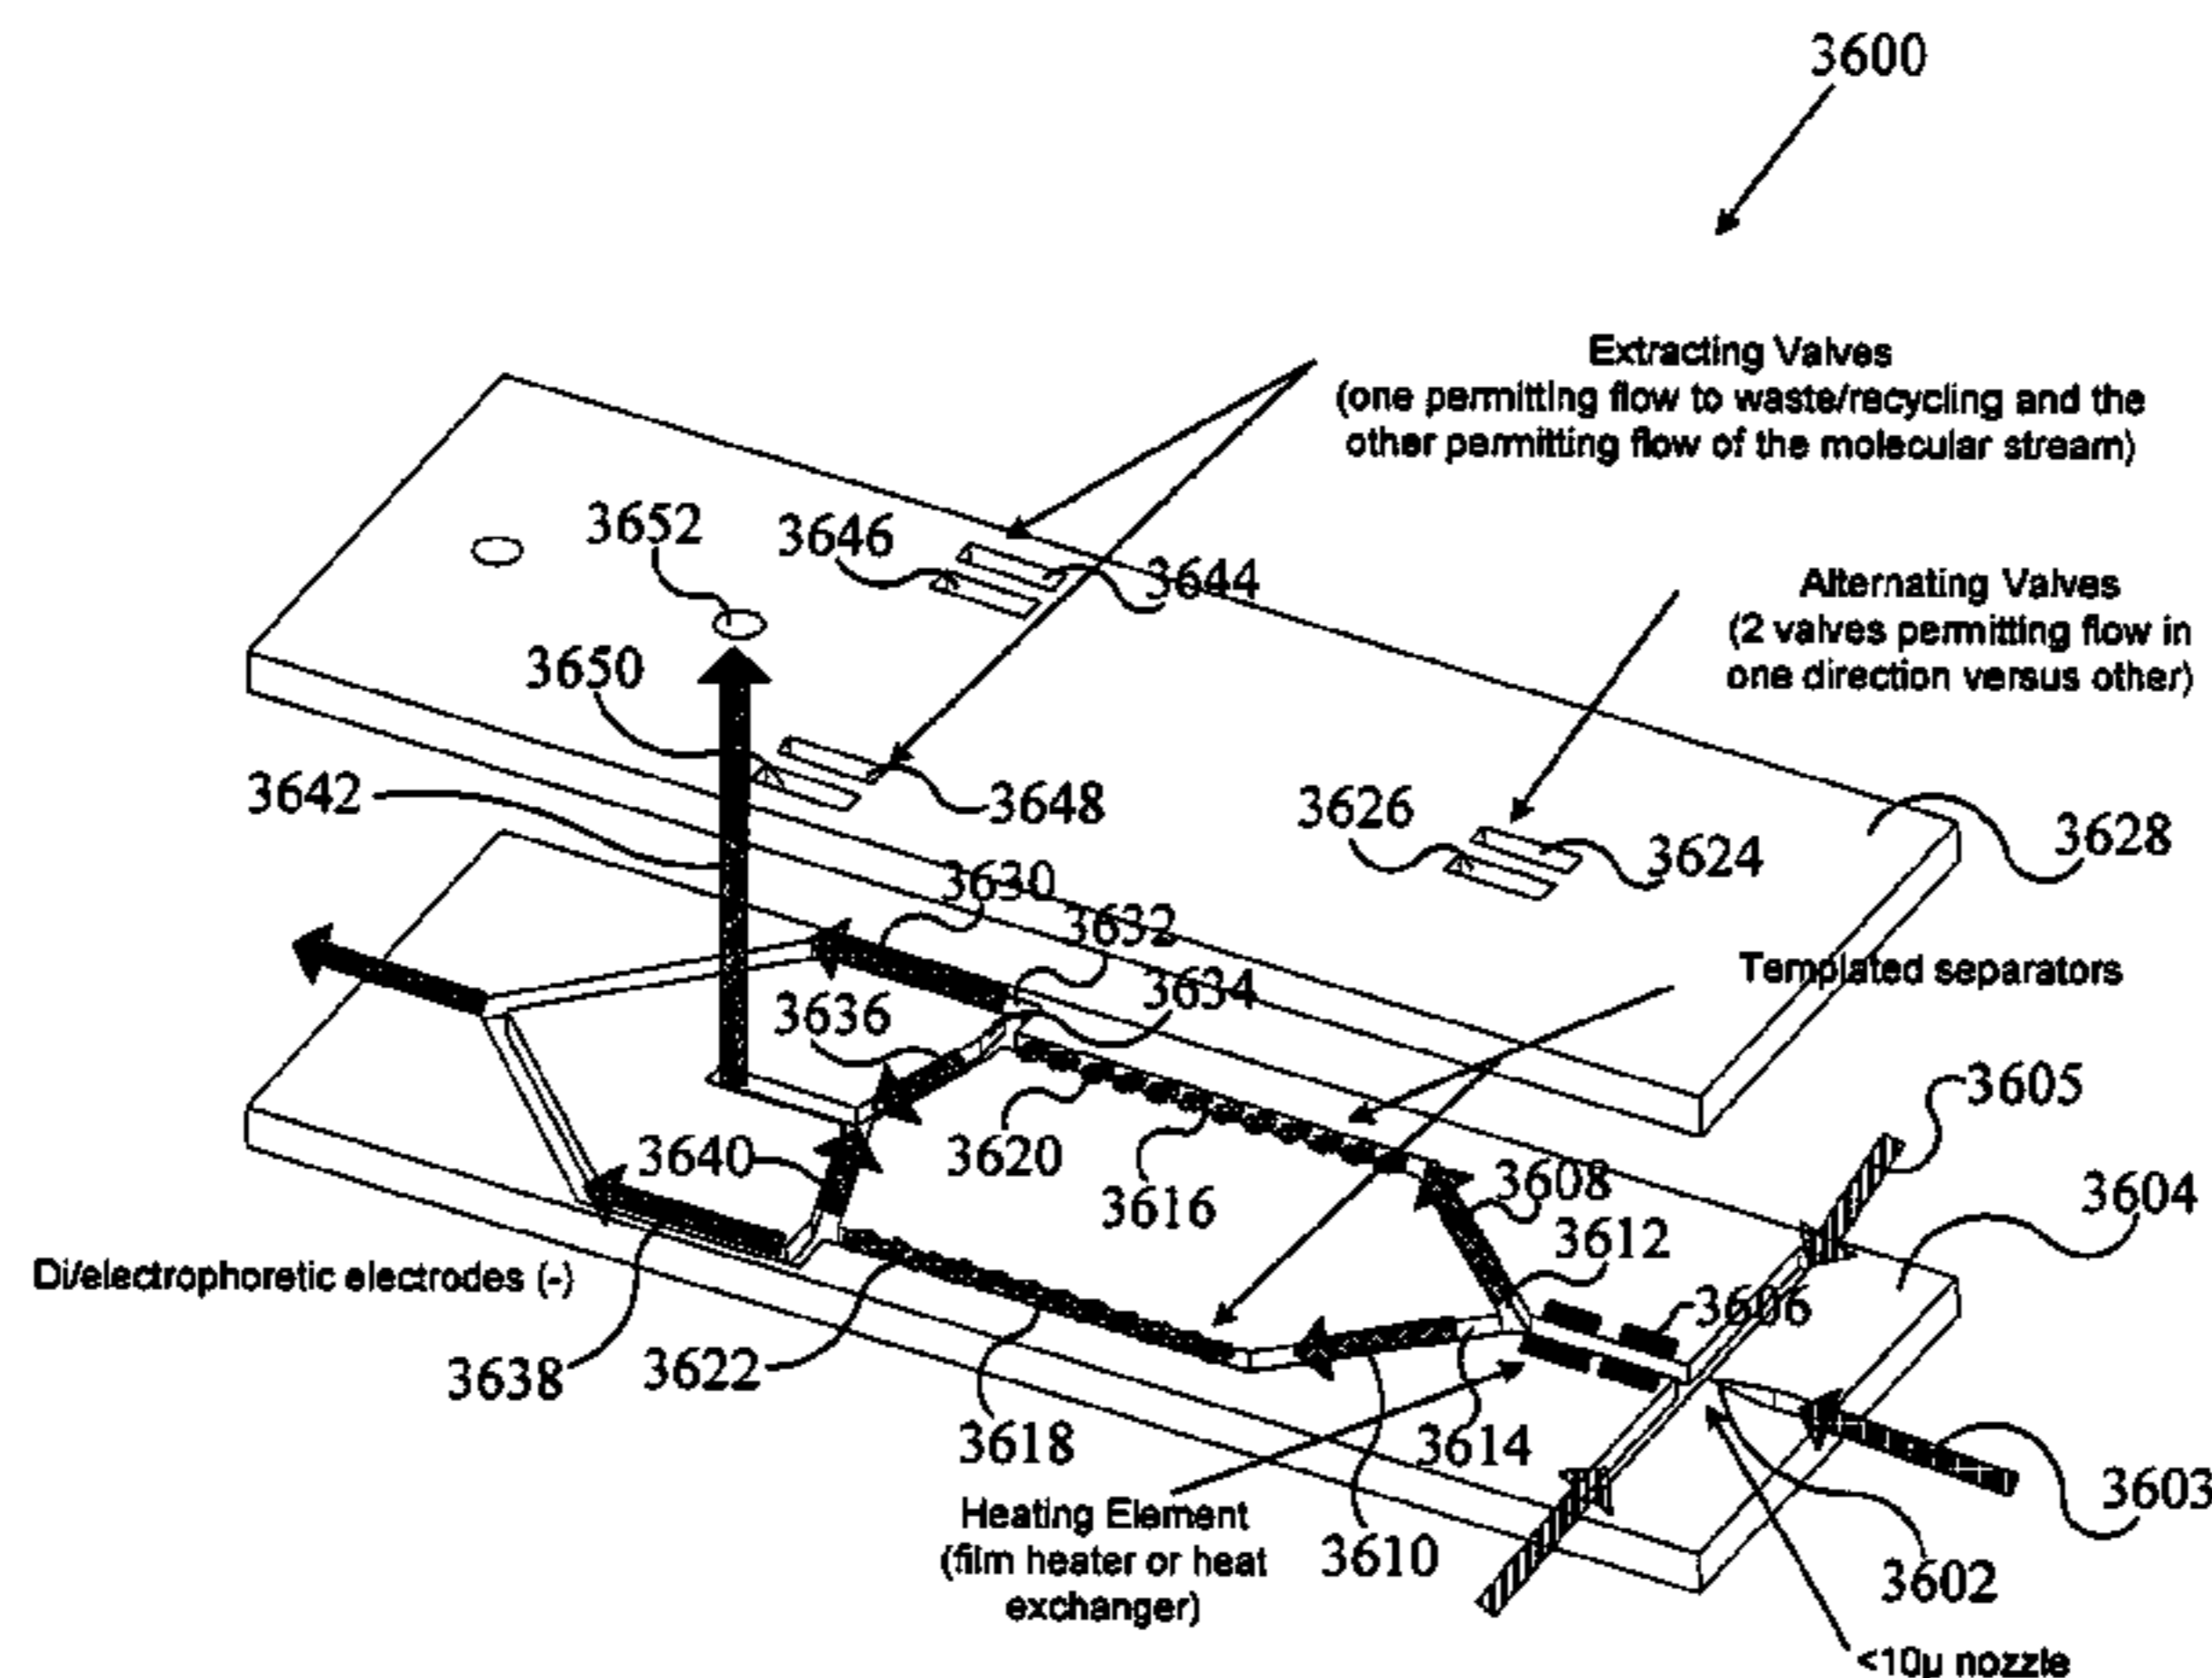 3600
Extracting Valves
(one permitting flow to waste/recycling and the
other permitting flow of the molecular stream)
3652
3646
3644
Alternating Valves
(2 valves permitting flow in
one direction versus other)
3650
3642
3648
3626
3624
3628
3630
3632
3634
3636
Templated separators
3605
3640
3620
3616
3608
3604
3612
Di/electrophoretic electrodes (-)
3606
3638
3622
3618
3614
3603
Heating Element
(film heater or heat
exchanger)
3610
3602
<10µ nozzle